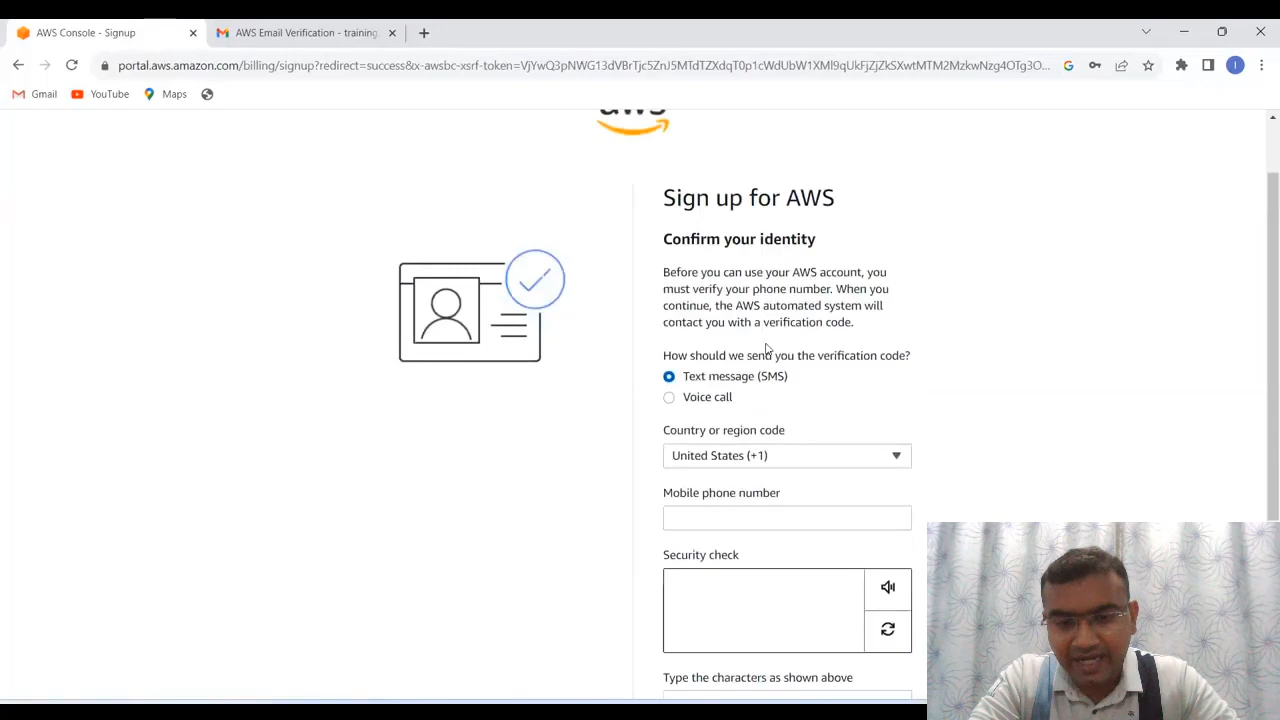 AWS Console - Signup
AWS Email Verification - training.
portal.aws.amazon.com/billing/signup?redirect=success&x-awsbc-xsrf-token=
Gmail
YouTube
Maps
I
aws
Sign up for AWS
Confirm your identity
Before you can use your AWS account, you
must verify your phone number. When you
continue, the AWS automated system will
contact you with a verification code.
How should we send you the verification code?
Text message (SMS)
Voice call
Country or region code
United States (+1)
Mobile phone number
Security check
Type the characters as shown above